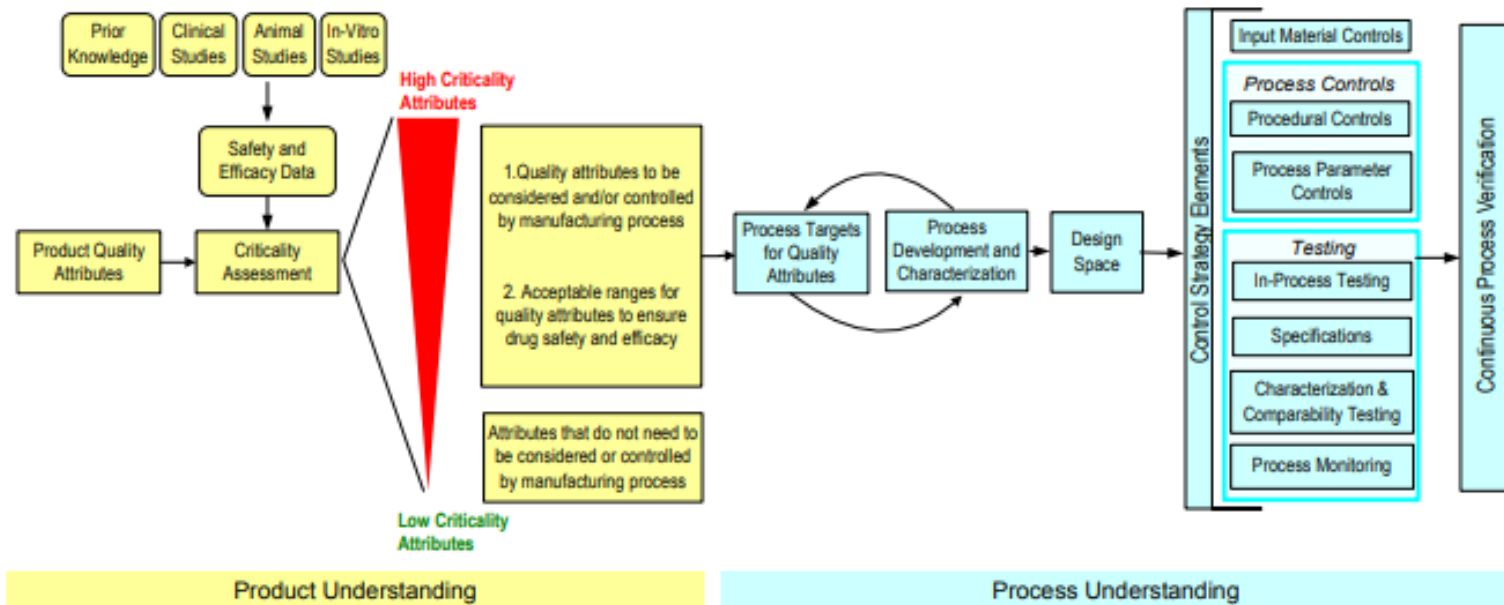 Prior
Knowledge
Clinical
Studies
Animal
Studies
In-Vitro
Studies
Safety and
Efficacy Data
Product Quality
Attributes
Criticality
Assessment
High Criticality
Attributes
Low Criticality
Attributes
1.Quality attributes to be
considered and/or controlled
by manufacturing process
2. Acceptable ranges for
quality attributes to ensure
drug safety and efficacy
Attributes that do not need to
be considered or controlled
by manufacturing process
Process Targets
for Quality
Attributes
Process
Development and
Characterization
Design
Space
Control Strategy Elements
Input Material Controls
Process Controls
Procedural Controls
Process Parameter
Controls
Testing
In-Process Testing
Specifications
Characterization &
Comparability Testing
Process Monitoring
Continuous Process Verification
Product Understanding
Process Understanding